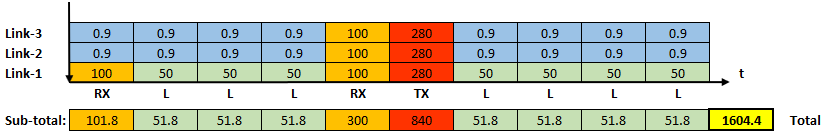 Link-3 0.9 0.9 0.9 0.9 100 280 0.9 0.9 0.9 0.9
Link-2 0.9 0.9 0.9 0.9 100 280 0.9 0.9 0.9 0.9
Link-1 100 50 50 50 100 280 50 50 50 50 t
RX L L L RX TX L L L L
Sub-total: 101.8 51.8 51.8 51.8 300 840 51.8 51.8 51.8 51.8 1604.4 Total